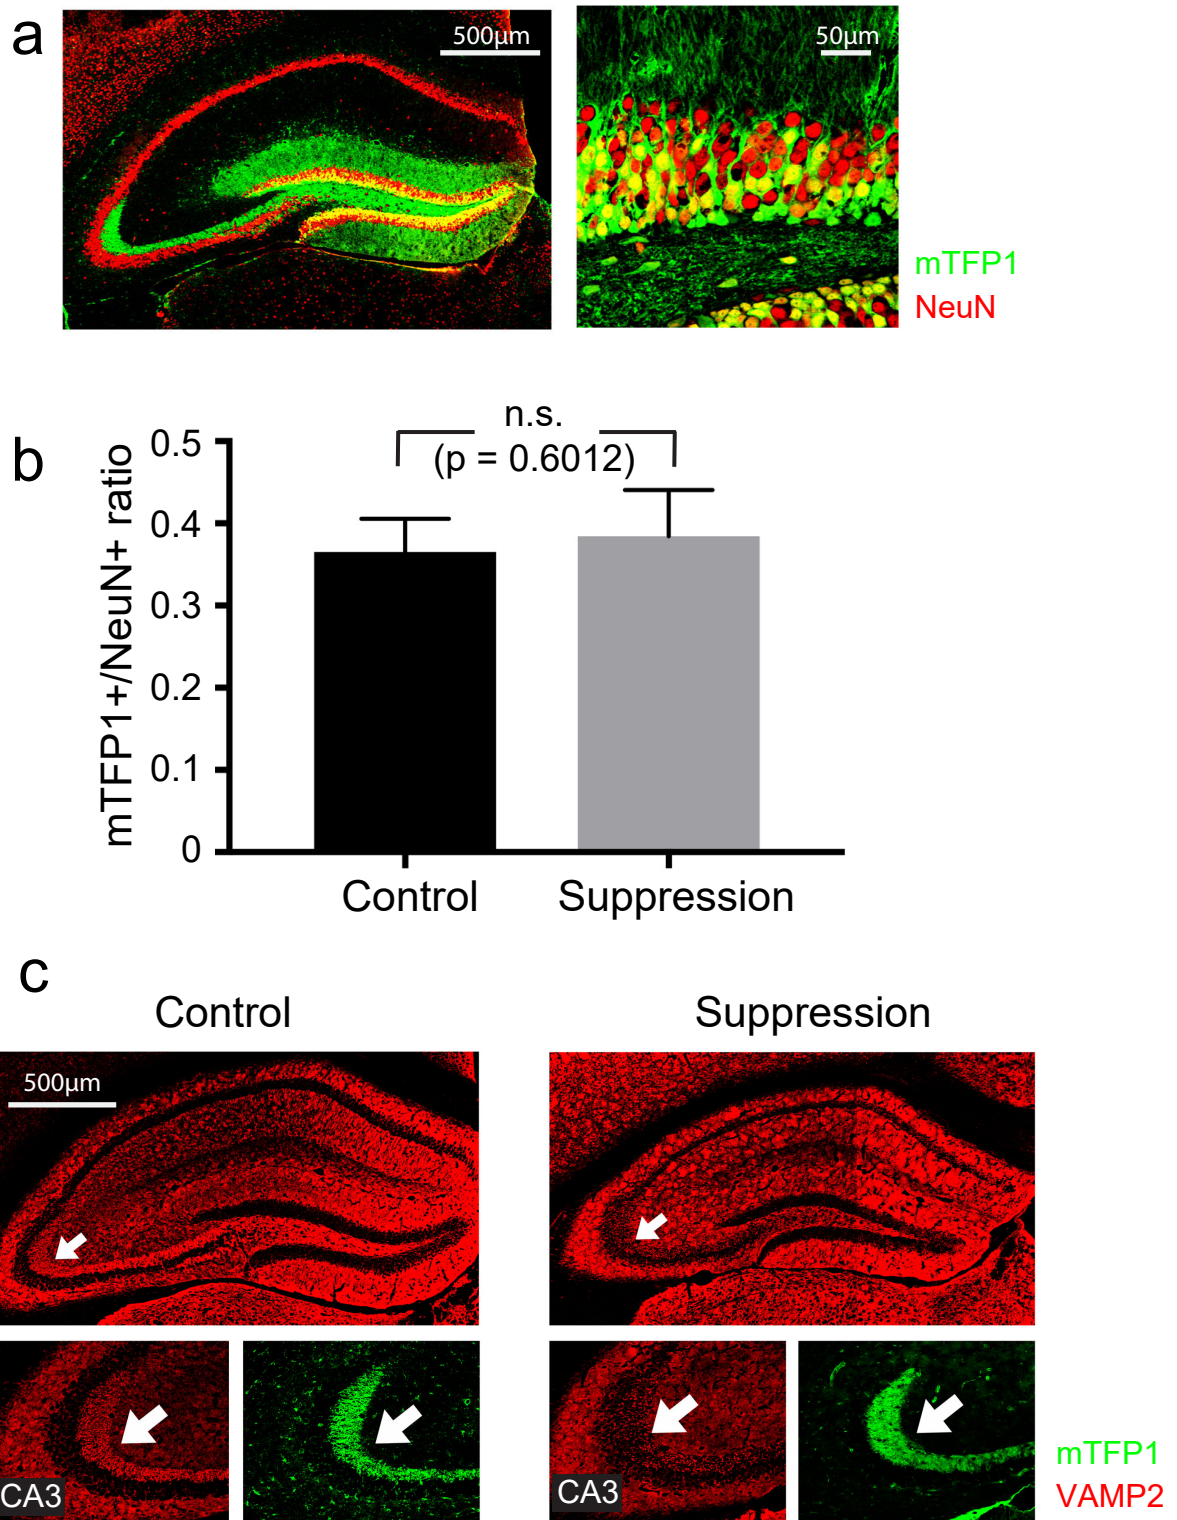 a
500μm
50μm
mTFP1
NeuN
b
n.s.
(p = 0.6012)
mTFP1+/NeuN+ ratio
0.5
0.4
0.3
0.2
0.1
0
Control
Suppression
c
Control
Suppression
500μm
CA3
CA3
mTFP1
VAMP2